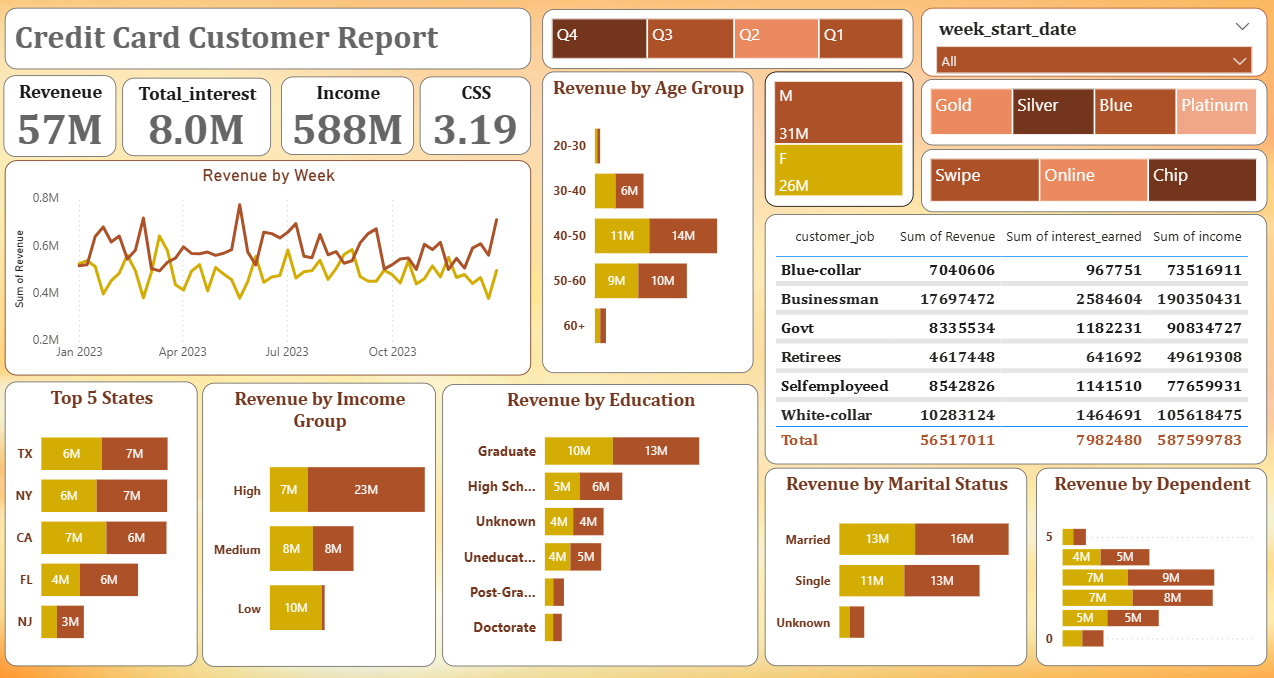 Credit Card Customer Report
Q4
Q3
Q2
Q1
week_start_date
All
Reveneue
57M
Total_interest
8.0M
Income
588M
CSS
3.19
Revenue by Age Group
20-30
30-40
6M
40-50
11M
14M
50-60
9M
10M
60+
M
31M
F
26M
Gold
Silver
Blue
Platinum
Swipe
Online
Chip
Revenue by Week
Sum of Revenue
0.8M
0.6M
0.4M
0.2M
Jan 2023
Apr 2023
Jul 2023
Oct 2023
customer_job Sum of Revenue Sum of interest_earned Sum of income
Blue-collar 7040606 967751 73516911
Businessman 17697472 2584604 190350431
Govt 8335534 1182231 90834727
Retirees 4617448 641692 49619308
Selfemployeed 8542826 1141510 77659931
White-collar 10283124 1464691 105618475
Total 56517011 7982480 587599783
Top 5 States
TX 6M 7M
NY 6M 7M
CA 7M 6M
FL 4M 6M
NJ 3M
Revenue by Imcome
Group
High 7M 23M
Medium 8M 8M
Low 10M
Revenue by Education
Graduate 10M 13M
High Sch... 5M 6M
Unknown 4M 4M
Uneducat... 4M 5M
Post-Gra...
Doctorate
Revenue by Marital Status
Married 13M 16M
Single 11M 13M
Unknown
Revenue by Dependent
5
4M 5M
7M 9M
7M 8M
5M 5M
0